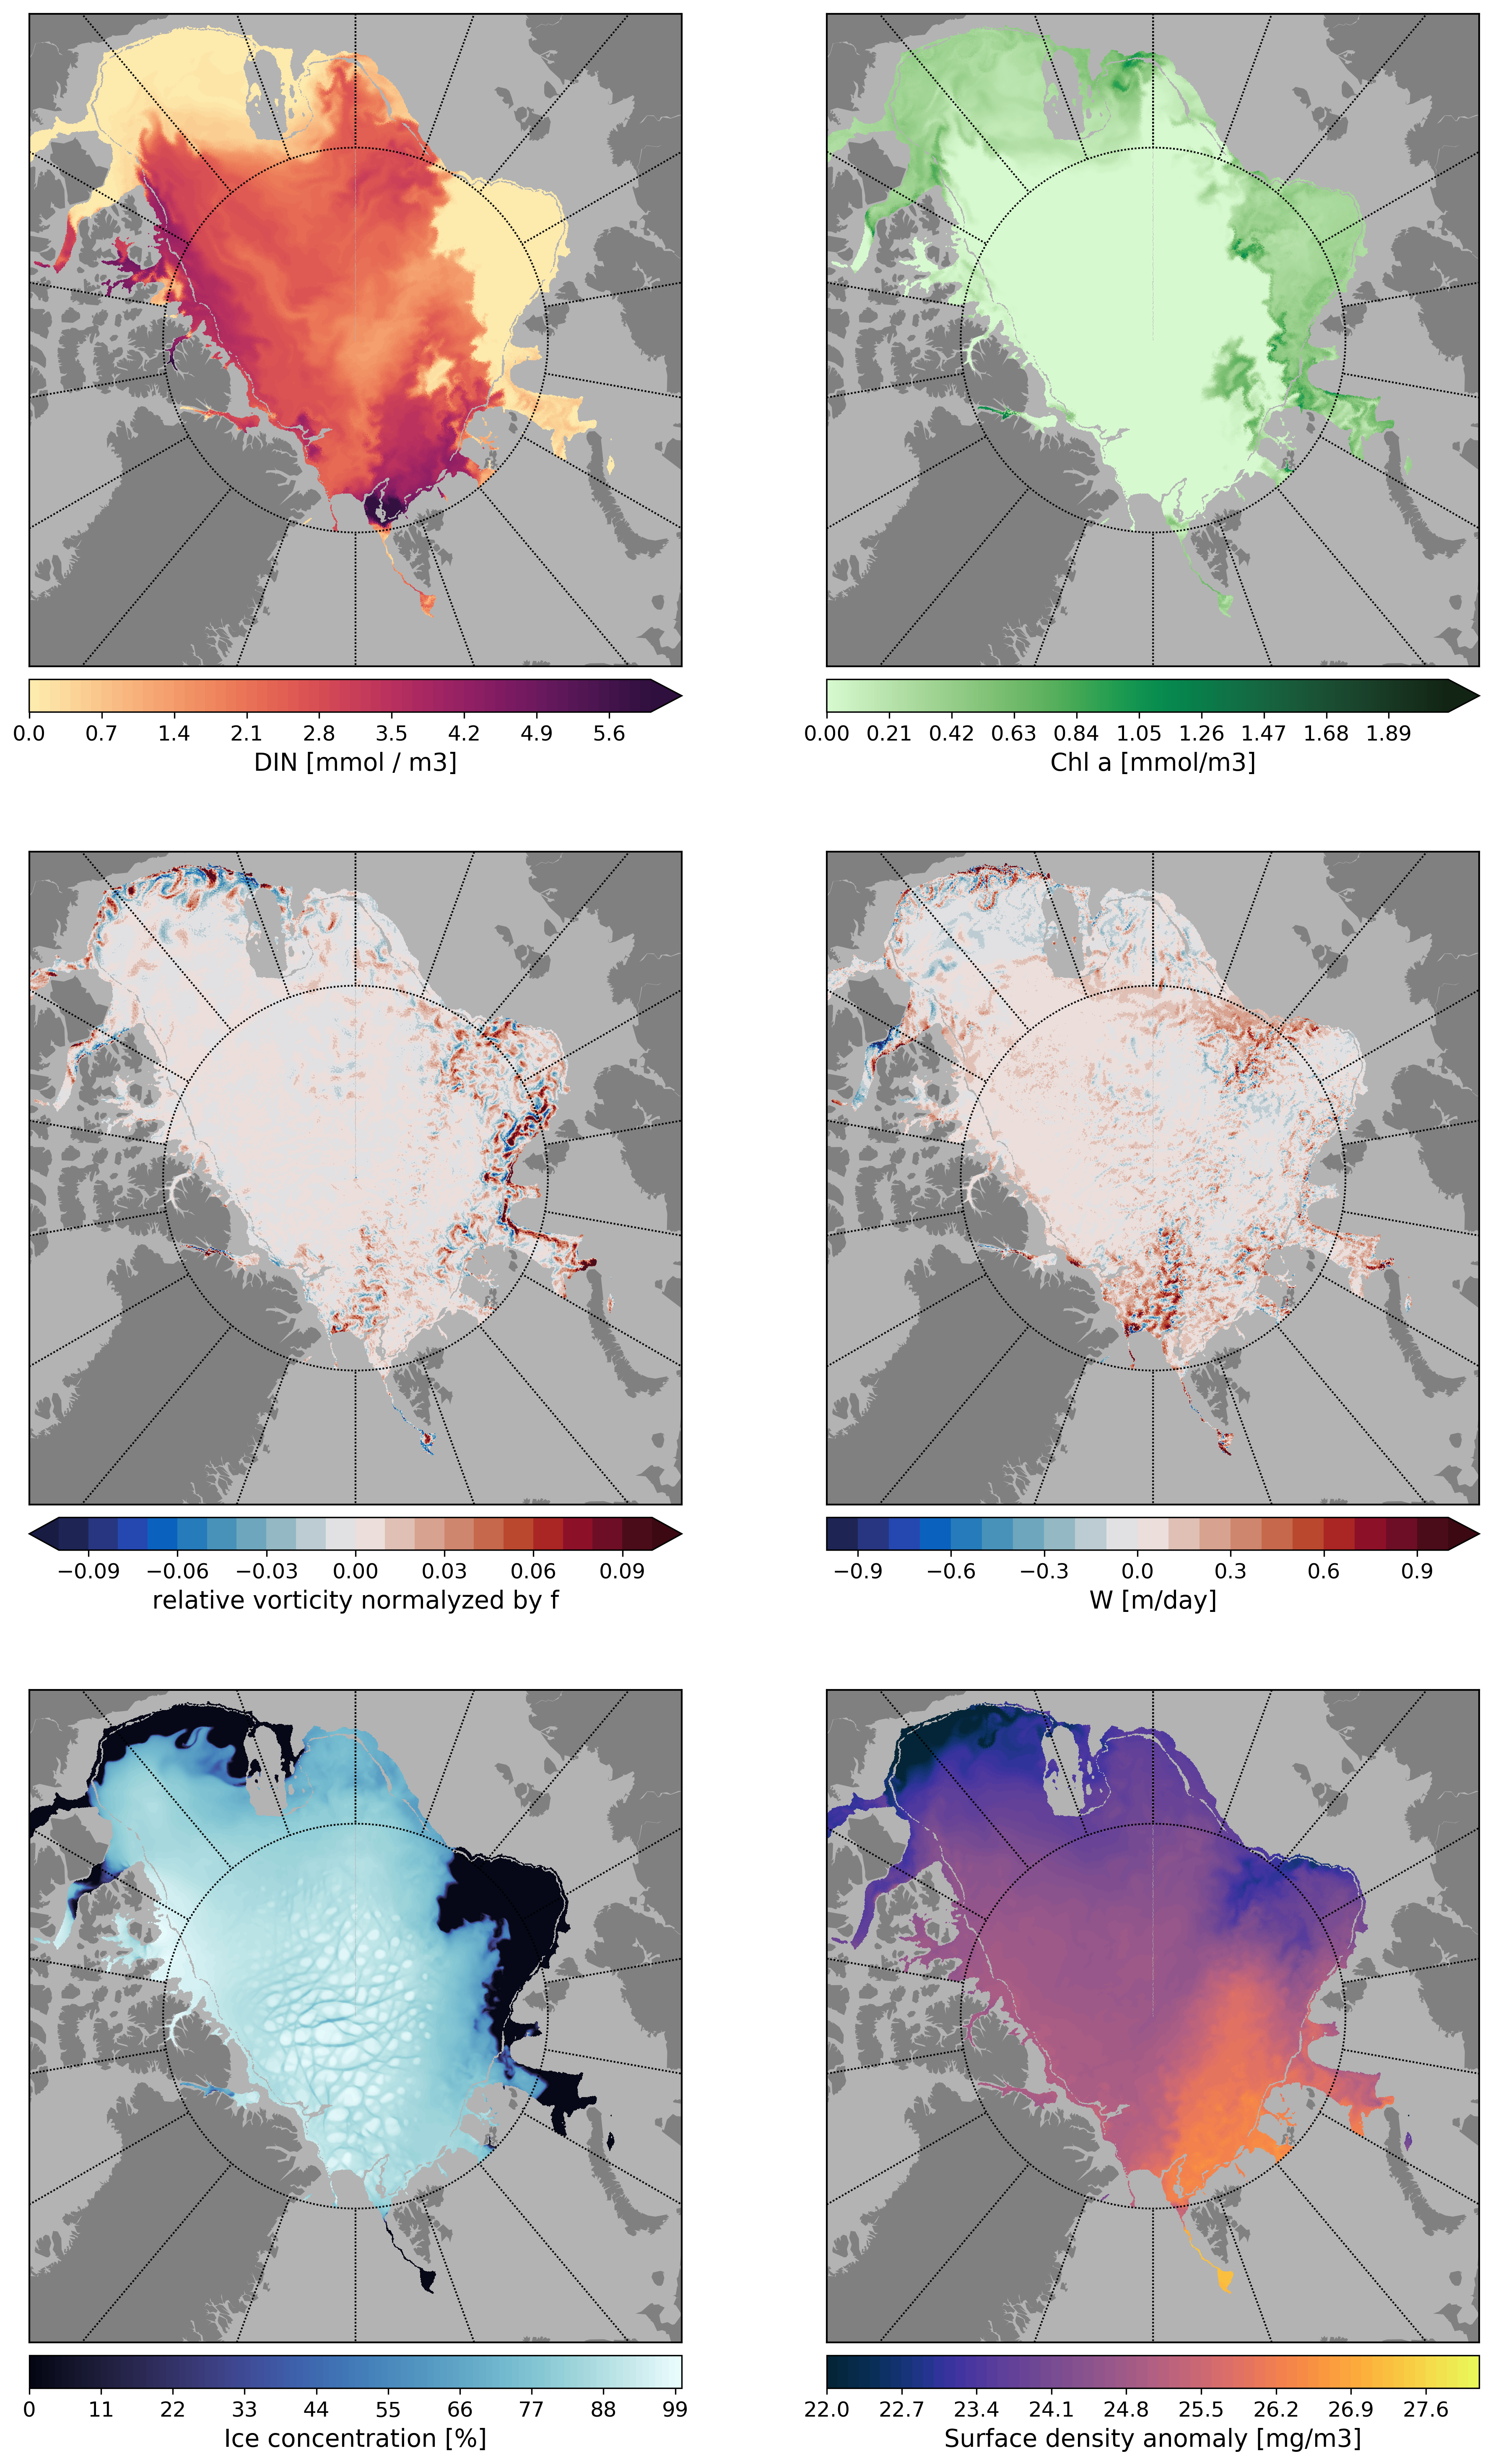 0.0 0.7 1.4 2.1 2.8 3.5 4.2 4.9 5.6
DIN [mmol / m3]
0.00 0.21 0.42 0.63 0.84 1.05 1.26 1.47 1.68 1.89
Chl a [mmol/m3]
−0.09 −0.06 −0.03 0.00 0.03 0.06 0.09
relative vorticity normalyzed by f
−0.9 −0.6 −0.3 0.0 0.3 0.6 0.9
W [m/day]
0 11 22 33 44 55 66 77 88 99
Ice concentration [%]
22.0 22.7 23.4 24.1 24.8 25.5 26.2 26.9 27.6
Surface density anomaly [mg/m3]